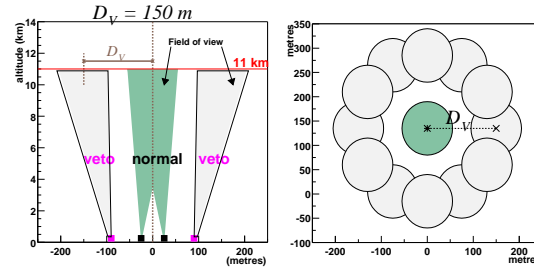 D_V = 150 m
altitude (km)
14
12
10
8
6
4
2
0
D_V
Field of view
11 km
veto
normal
veto
-200
-100
0
100
200
(metres)
metres
350
300
250
200
150
100
50
0
-50
-100
D_V
-200
-100
0
100
200
metres